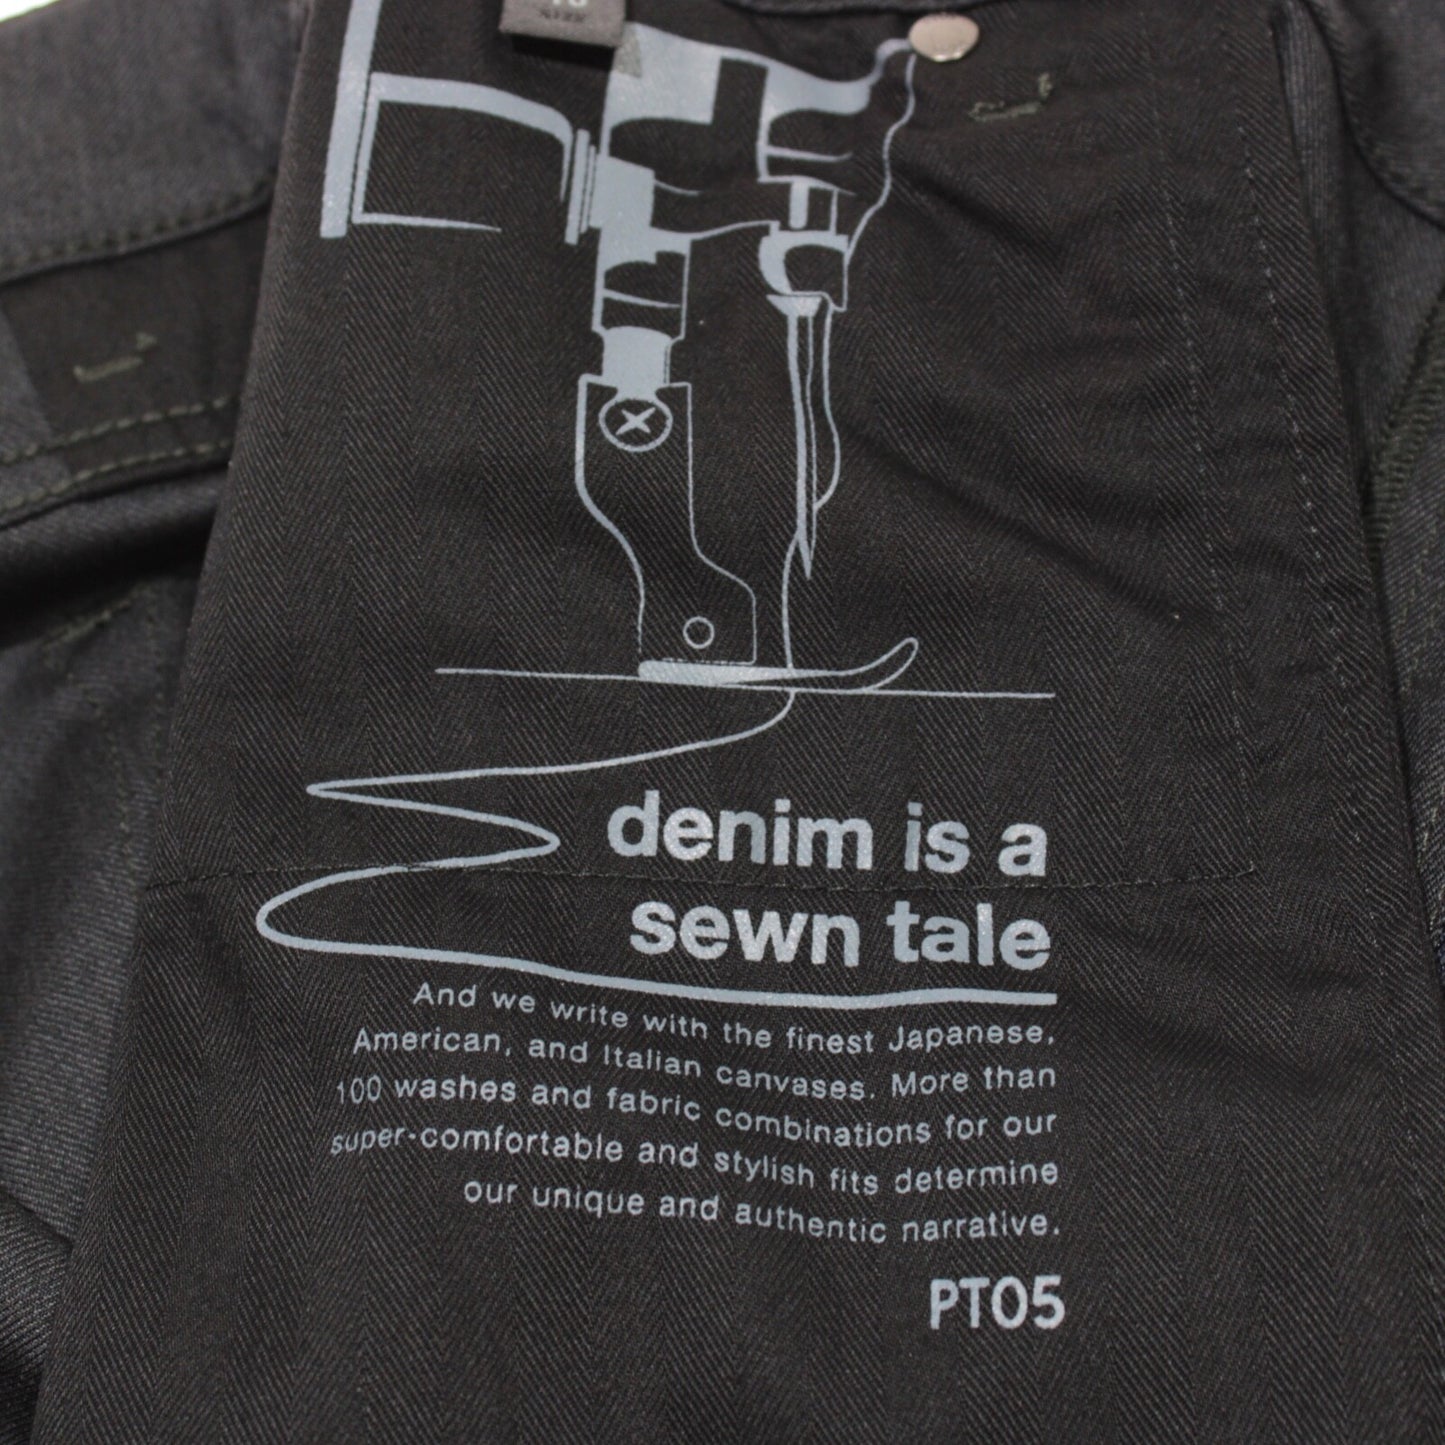 SIZE
denim is a
sewn tale
And we write with the finest Japanese,
American, and Italian canvases. More than
100 washes and fabric combinations for our
super-comfortable and stylish fits determine
our unique and authentic narrative.
PT05